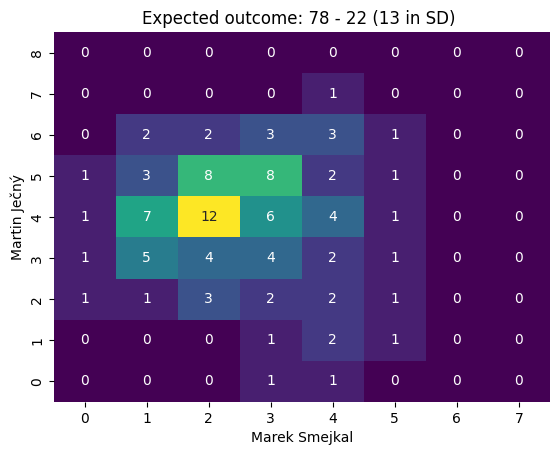 Expected outcome: 78 - 22 (13 in SD)
8 0 0 0 0 0 0 0 0
7 0 0 0 0 1 0 0 0
6 0 2 2 3 3 1 0 0
5 1 3 8 8 2 1 0 0
4 1 7 12 6 4 1 0 0
3 1 5 4 4 2 1 0 0
2 1 1 3 2 2 1 0 0
1 0 0 0 1 2 1 0 0
0 0 0 0 1 1 0 0 0
0 1 2 3 4 5 6 7
Martin Ječný
Marek Smejkal